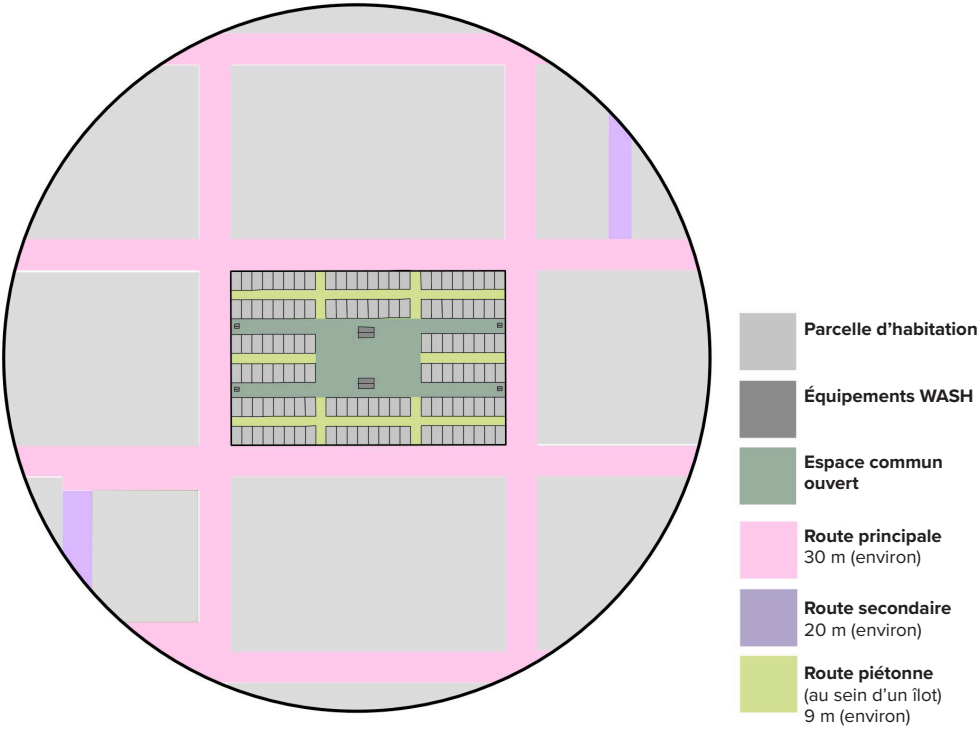 Parcelle d'habitation
Équipements WASH
Espace commun
ouvert
Route principale
30 m (environ)
Route secondaire
20 m (environ)
Route piétonne
(au sein d'un îlot)
9 m (environ)